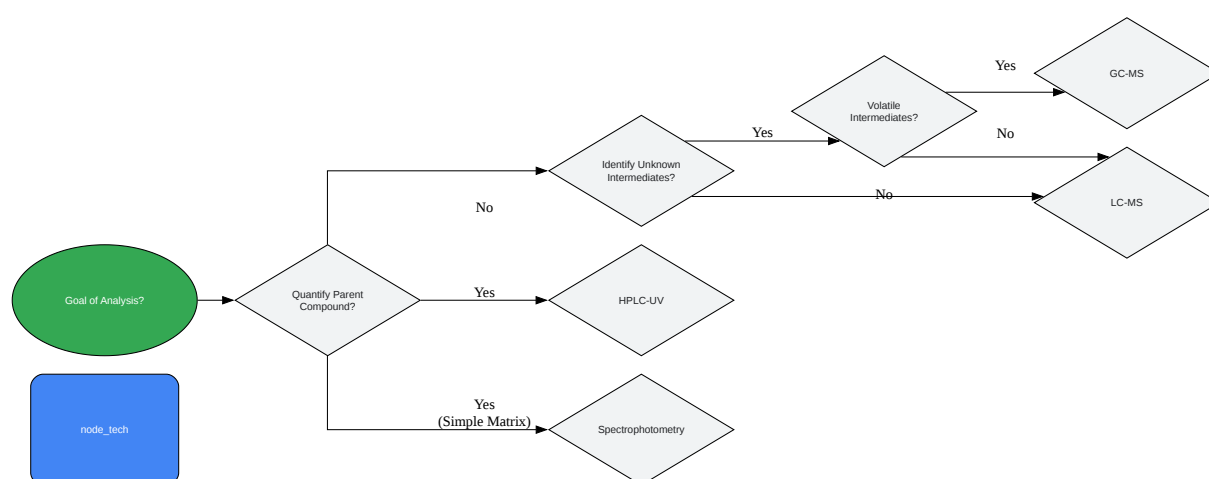 Yes
GC-MS
Volatile
Intermediates?
No
Yes
Identify Unknown
Intermediates?
No
LC-MS
No
Goal of Analysis?
Quantify Parent
Compound?
Yes
HPLC-UV
Yes
(Simple Matrix)
node_tech
Spectrophotometry